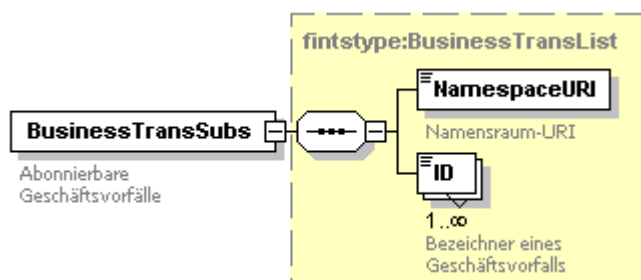 fintstype:BusinessTransList
NamespaceURI
Namensraum-URI
BusinessTransSubs
Abonnierbare
Geschäftsvorfälle
ID
1..∞
Bezeichner eines
Geschäftsvorfalls